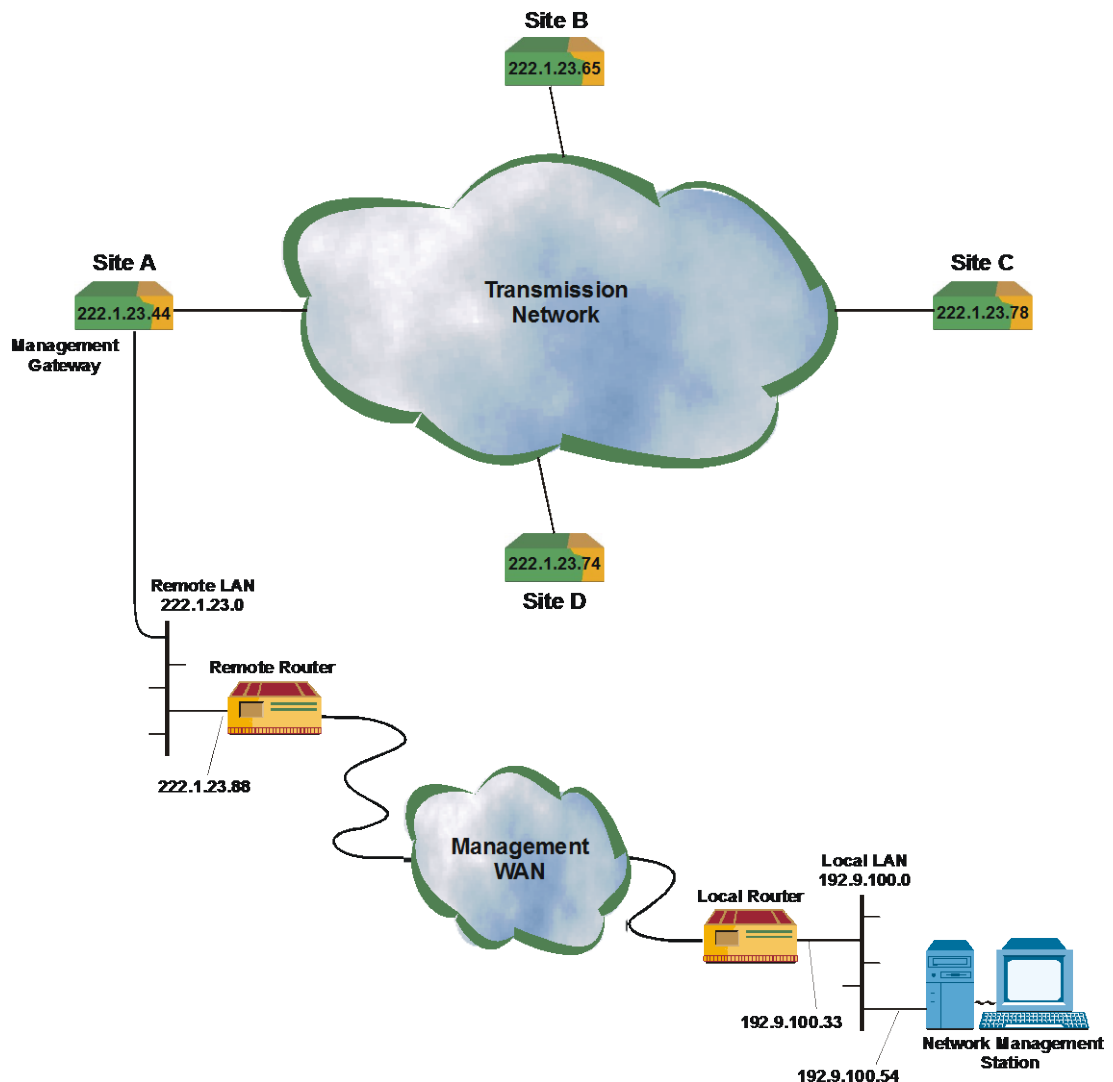 Site B
222.1.23.65
Site A
222.1.23.44
Management
Gateway
Transmission
Network
Site C
222.1.23.78
222.1.23.74
Site D
Remote LAN
222.1.23.0
Remote Router
222.1.23.88
Management
WAN
Local LAN
192.9.100.0
Local Router
192.9.100.33
192.9.100.54
Network Management
Station